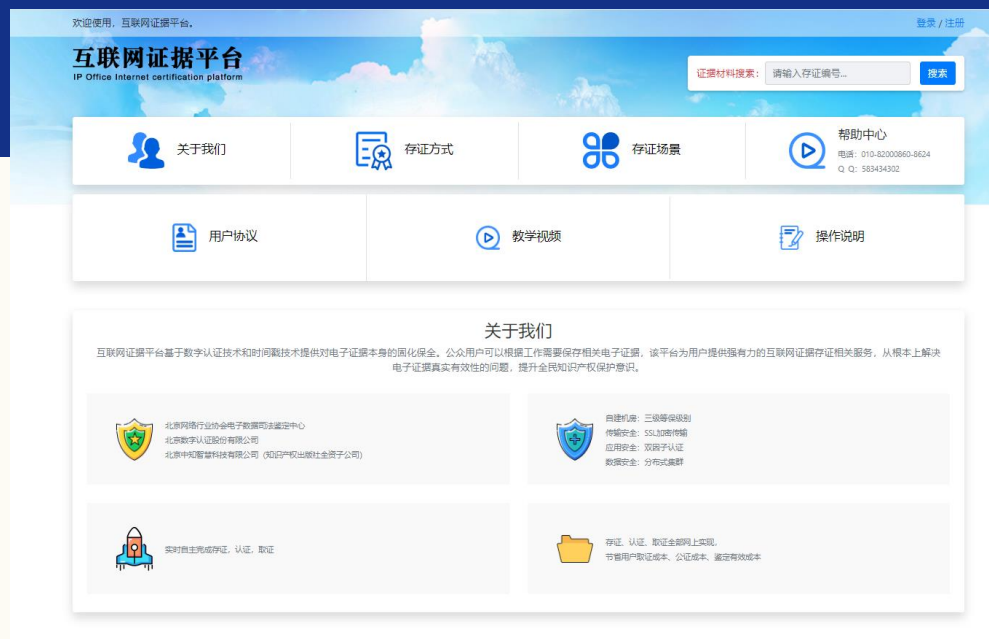 欢迎使用，互联网证据平台。
登录 / 注册
互联网证据平台
IP Office Internet certification platform
证据材料搜索： 请输入存证编号... 搜索
关于我们
存证方式
存证场景
帮助中心
电话：010-82000860-8624
Q Q：583434302
用户协议
教学视频
操作说明
关于我们
互联网证据平台基于数字认证技术和时间戳技术提供对电子证据本身的固化保全。公众用户可以根据工作需要保存相关电子证据，该平台为用户提供强有力的互联网证据存证相关服务，从根本上解决
电子证据真实有效性的问题，提升全民知识产权保护意识。
北京网络行业协会电子数据司法鉴定中心
北京数字认证股份有限公司
北京中知智慧科技有限公司（知识产权出版社全资子公司）
自建机房：三级等保级别
传输安全：SSL加密传输
应用安全：双因子认证
数据安全：分布式集群
实时自主完成存证，认证，取证
存证、认证、取证全部网上实现，
节省用户取证成本、公证成本、鉴定有效成本